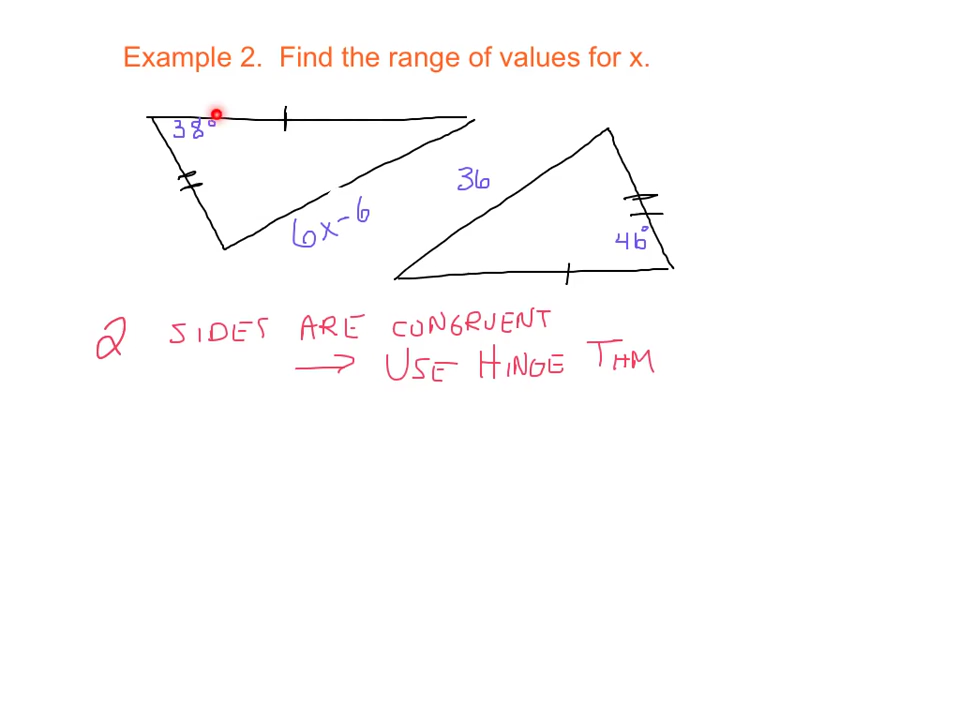 Example 2.  Find the range of values for x.
38°
36
6x-6
46°
2 SIDES ARE CONGRUENT
→ USE HINGE THM